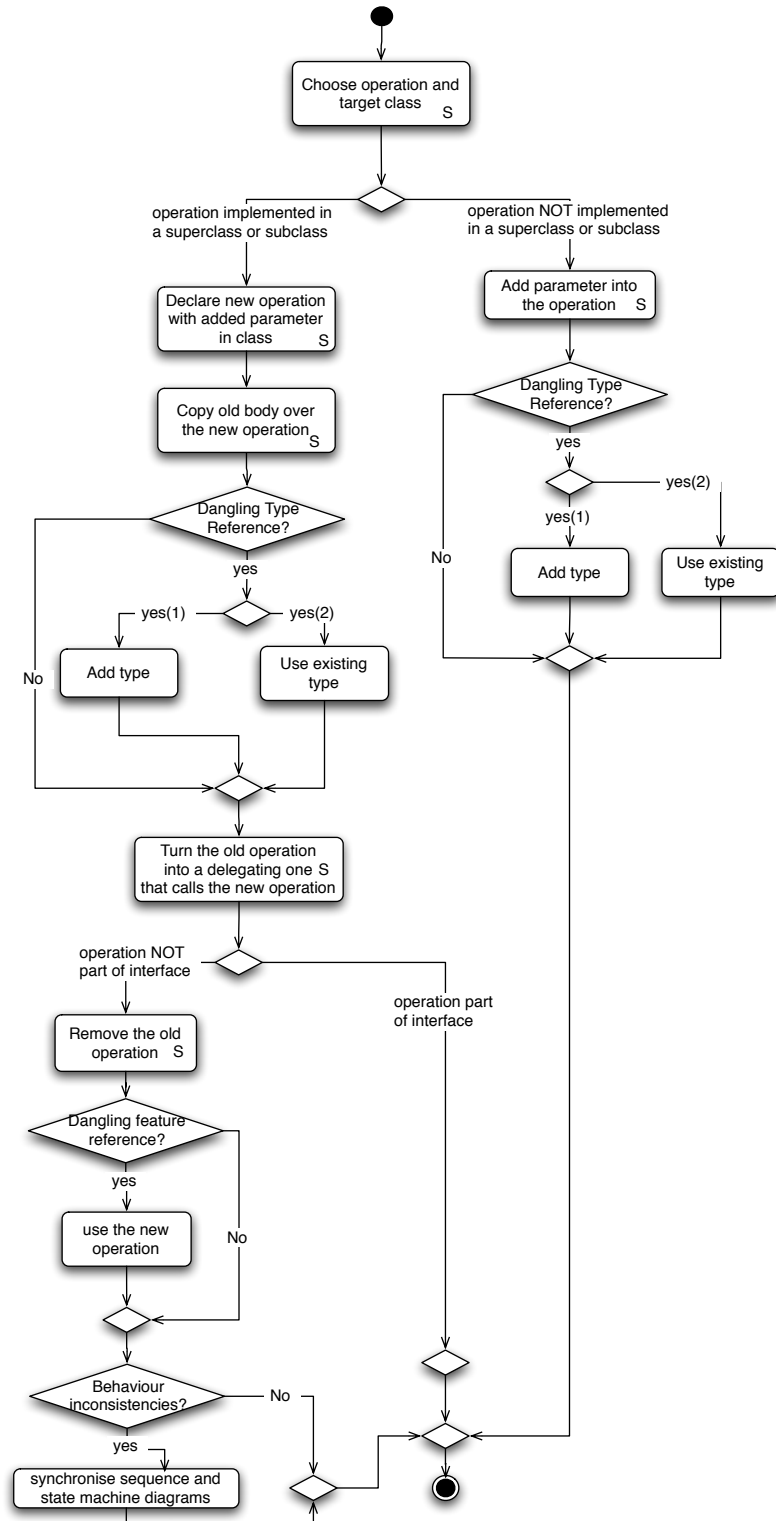 Choose operation and
target class
S
operation implemented in
a superclass or subclass
operation NOT implemented
in a superclass or subclass
Declare new operation
with added parameter
in class
S
Add parameter into
the operation S
Copy old body over
the new operation
S
Dangling Type
Reference?
yes
yes(2)
yes(1)
No
Add type
Use existing
type
Dangling Type
Reference?
yes
yes(1)
yes(2)
No
Add type
Use existing
type
Turn the old operation
into a delegating one S
that calls the new operation
operation NOT
part of interface
operation part
of interface
Remove the old
operation S
Dangling feature
reference?
yes
No
use the new
operation
Behaviour
inconsistencies?
No
yes
synchronise sequence and
state machine diagrams